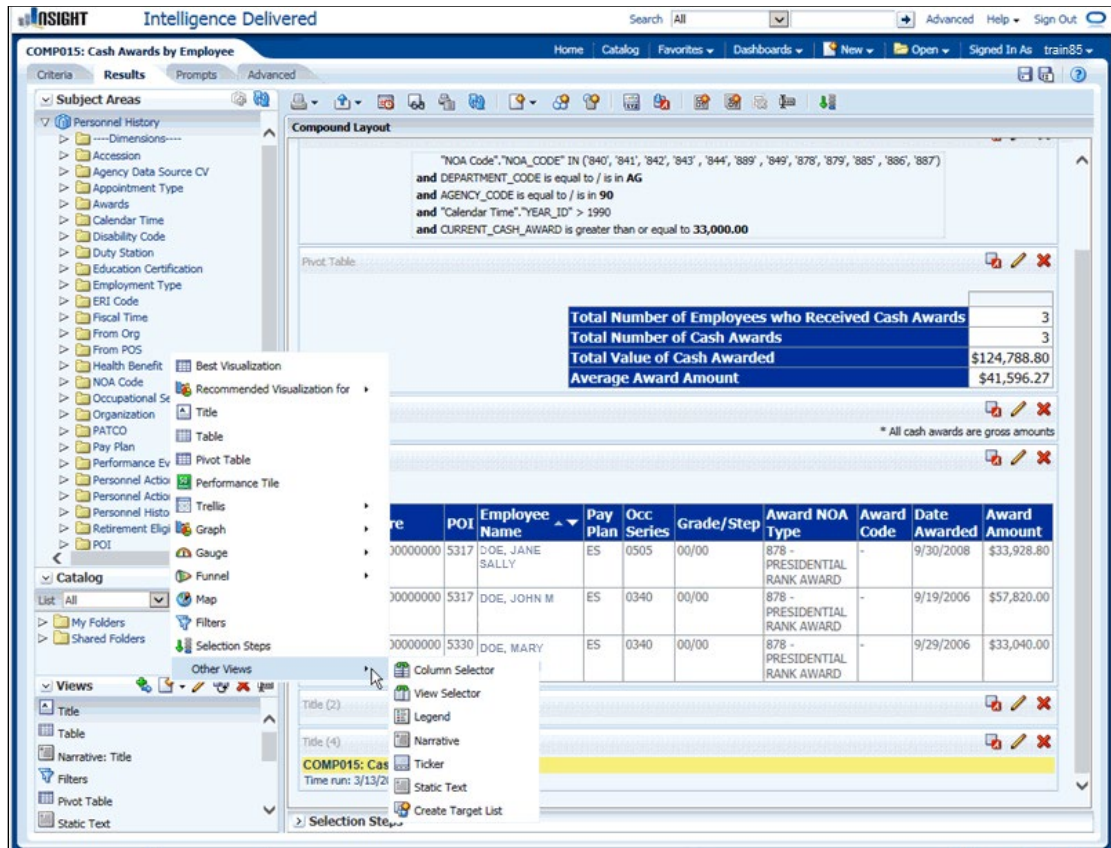 INSIGHT Intelligence Delivered Search All Advanced Help Sign Out
COMP015: Cash Awards by Employee Home Catalog Favorites Dashboards New Open Signed In As train85
Criteria Results Prompts Advanced
Subject Areas
Personnel History
----Dimensions----
Accession
Agency Data Source CV
Appointment Type
Awards
Calendar Time
Disability Code
Duty Station
Education Certification
Employment Type
ERI Code
Fiscal Time
From Org
From POS
Health Benefit
NOA Code
Occupational Se
Organization
PATCO
Pay Plan
Performance Ev
Personnel Actio
Personnel Actio
Personnel Histo
Retirement Eligi
POI
Catalog
List All
My Folders
Shared Folders
Views
Title
Table
Narrative: Title
Filters
Pivot Table
Static Text
Best Visualization
Recommended Visualization for
Title
Table
Pivot Table
Performance Tile
Trellis
Graph
Gauge
Funnel
Map
Filters
Selection Steps
Other Views
Column Selector
View Selector
Legend
Narrative
Ticker
Static Text
Create Target List
Compound Layout
"NOA Code"."NOA_CODE" IN ('840', '841', '842', '843' , '844', '889' , '849', '878', '879', '885' , '886', '887')
and DEPARTMENT_CODE is equal to / is in AG
and AGENCY_CODE is equal to / is in 90
and "Calendar Time"."YEAR_ID" > 1990
and CURRENT_CASH_AWARD is greater than or equal to 33,000.00
Pivot Table
Total Number of Employees who Received Cash Awards 3
Total Number of Cash Awards 3
Total Value of Cash Awarded $124,788.80
Average Award Amount $41,596.27
* All cash awards are gross amounts
re POI Employee Name Pay Plan Occ Series Grade/Step Award NOA Type Award Code Date Awarded Award Amount
00000000 5317 DOE, JANE SALLY ES 0505 00/00 878 - PRESIDENTIAL RANK AWARD - 9/30/2008 $33,928.80
00000000 5317 DOE, JOHN M ES 0340 00/00 878 - PRESIDENTIAL RANK AWARD - 9/19/2006 $57,820.00
00000000 5330 DOE, MARY ES 0340 00/00 878 - PRESIDENTIAL RANK AWARD - 9/29/2006 $33,040.00
Title (2)
Title (4)
COMP015: Cas
Time run: 3/13/20
Selection Steps